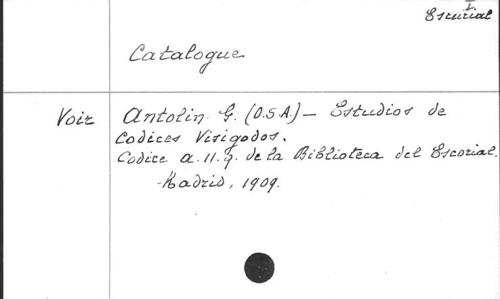 Escurial
I.
Catalogue
Voir Antolin G. (O.S.A.) — Estudios de
Codices Visigodos.
Codice a.II.9. de la Biblioteca del Escorial.
Madrid, 1909.